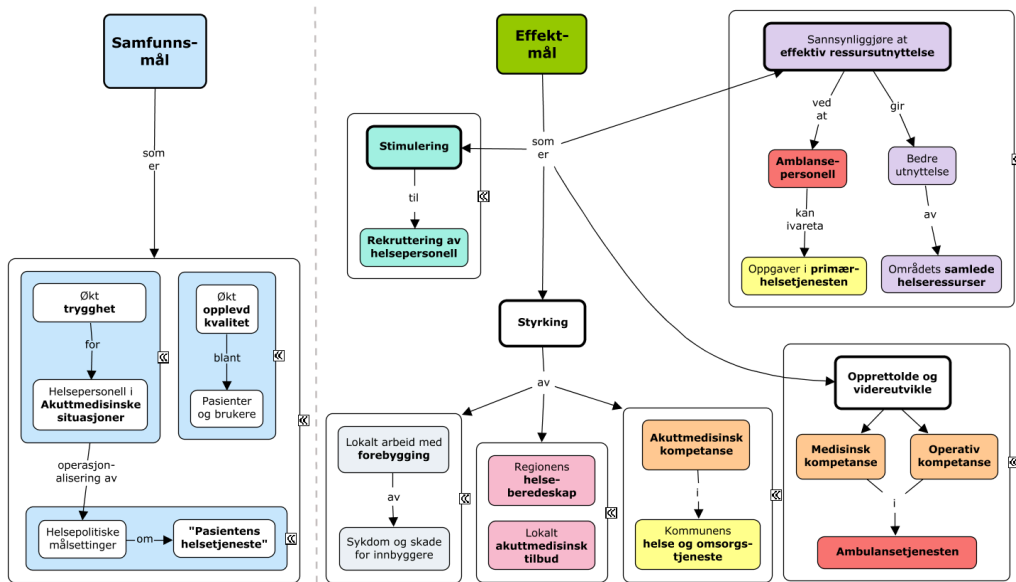 Samfunns-
mål
som
er
Økt
trygghet
for
Helsepersonell i
Akuttmedisinske
situasjoner
Økt
opplevd
kvalitet
blant
Pasienter
og brukere
operasjon-
alisering av
Helsepolitiske
målsettinger
om
"Pasientens
helsetjeneste"
Effekt-
mål
som
er
Stimulering
til
Rekruttering av
helsepersonell
Sannsynliggjøre at
effektiv ressursutnyttelse
ved
at
gir
Amblanse-
personell
Bedre
utnyttelse
kan
ivareta
av
Oppgaver i primær-
helsetjenesten
Områdets samlede
helseressurser
Styrking
av
Lokalt arbeid med
forebygging
av
Sykdom og skade
for innbyggere
Regionens
helse-
beredeskap
Lokalt
akuttmedisinsk
tilbud
Akuttmedisinsk
kompetanse
i
Kommunens
helse og omsorgs-
tjeneste
Opprettolde og
videreutvikle
Medisinsk
kompetanse
Operativ
kompetanse
i
Ambulansetjenesten